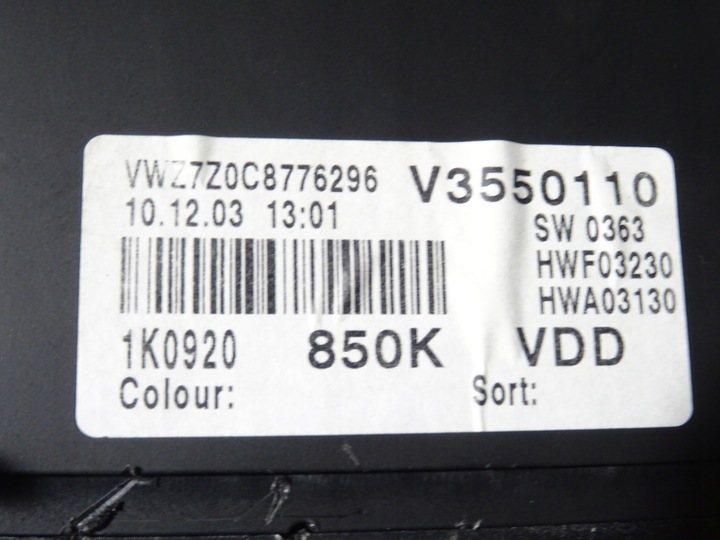 VWZ7Z0C8776296 V3550110
10.12.03 13:01 SW 0363
HWF03230
HWA03130
1K0920 850K VDD
Colour: Sort: